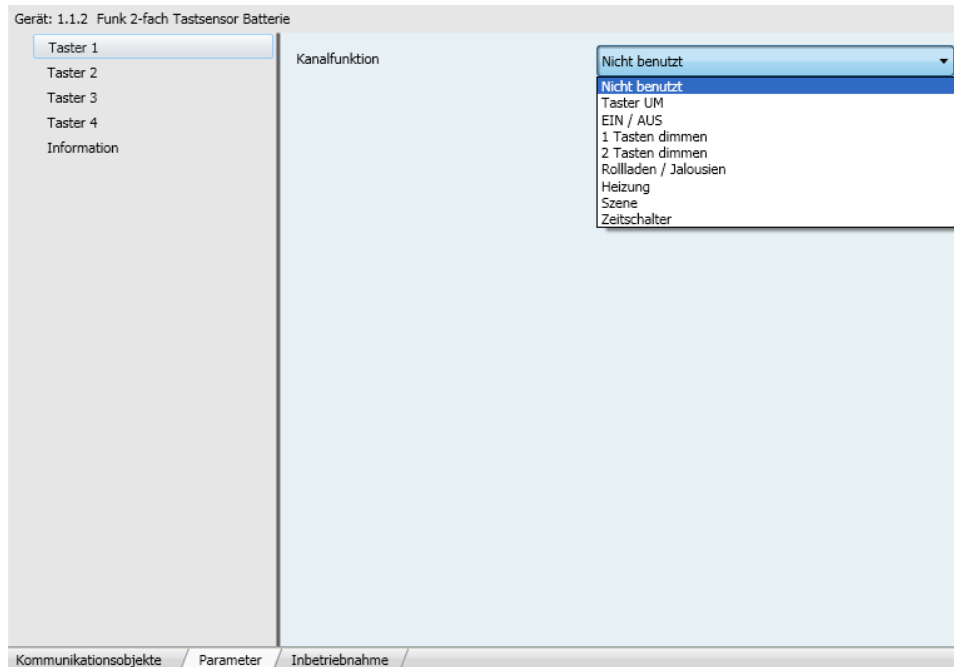 Gerät: 1.1.2 Funk 2-fach Tastsensor Batterie
Taster 1
Taster 2
Taster 3
Taster 4
Information
Kanalfunktion
Nicht benutzt
Nicht benutzt
Taster UM
EIN / AUS
1 Tasten dimmen
2 Tasten dimmen
Rollladen / Jalousien
Heizung
Szene
Zeitschalter
Kommunikationsobjekte
Parameter
Inbetriebnahme